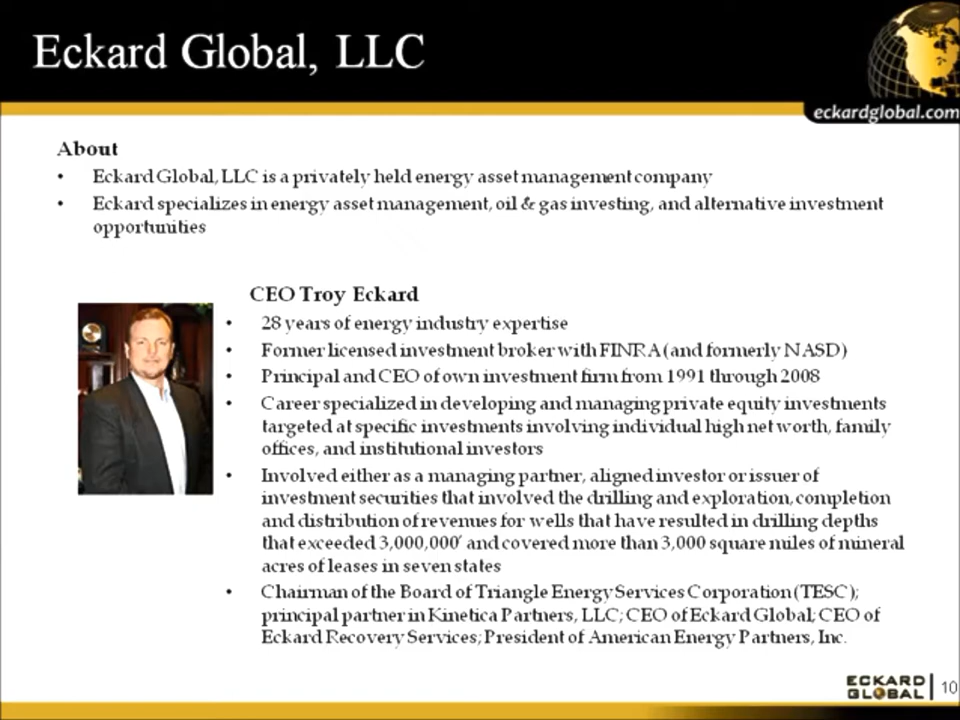 Eckard Global, LLC
eckardglobal.com
About
• Eckard Global, LLC is a privately held energy asset management company
• Eckard specializes in energy asset management, oil & gas investing, and alternative investment
opportunities
CEO Troy Eckard
• 28 years of energy industry expertise
• Former licensed investment broker with FINRA (and formerly NASD)
• Principal and CEO of own investment firm from 1991 through 2008
• Career specialized in developing and managing private equity investments
targeted at specific investments involving individual high net worth, family
offices, and institutional investors
• Involved either as a managing partner, aligned investor or issuer of
investment securities that involved the drilling and exploration, completion
and distribution of revenues for wells that have resulted in drilling depths
that exceeded 3,000,000' and covered more than 3,000 square miles of mineral
acres of leases in seven states
• Chairman of the Board of Triangle Energy Services Corporation (TESC);
principal partner in Kinetica Partners, LLC; CEO of Eckard Global; CEO of
Eckard Recovery Services; President of American Energy Partners, Inc.
ECKARD
GLOBAL
10